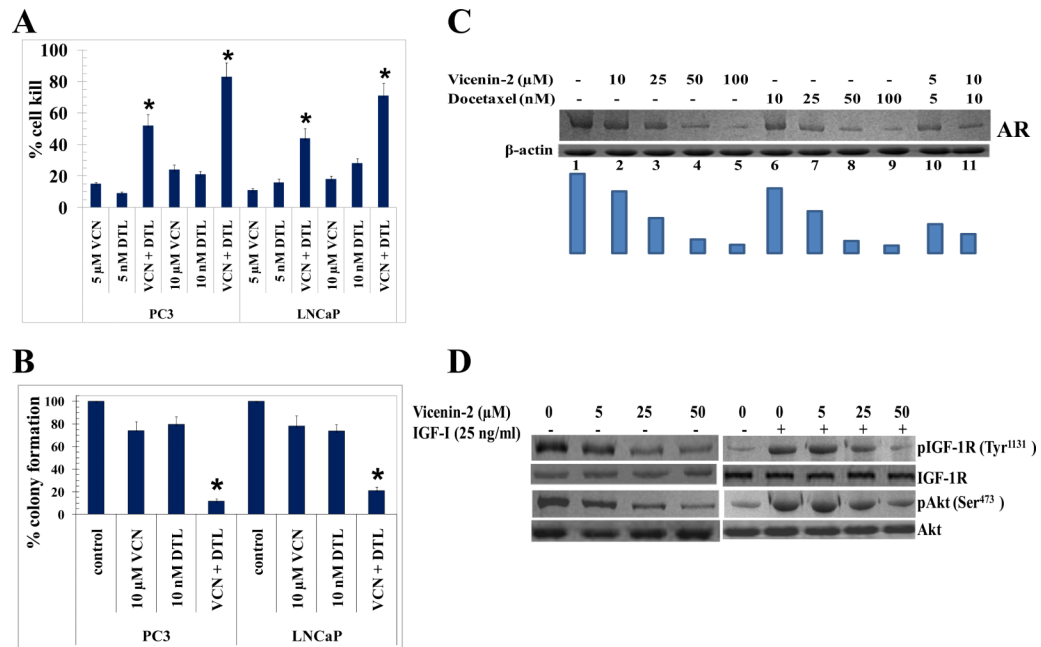 A
% cell kill
100
80
60
40
20
0
* * * *
5 µM VCN 5 nM DTL VCN + DTL 10 µM VCN 10 nM DTL VCN + DTL 5 µM VCN 5 nM DTL VCN + DTL 10 µM VCN 10 nM DTL VCN + DTL
PC3 LNCaP
B
% colony formation
100
80
60
40
20
0
* *
control 10 µM VCN 10 nM DTL VCN + DTL control 10 µM VCN 10 nM DTL VCN + DTL
PC3 LNCaP
C
Vicenin-2 (µM) - 10 25 50 100 - - - - 5 10
Docetaxel (nM) - - - - - 10 25 50 100 5 10
AR
β-actin
1 2 3 4 5 6 7 8 9 10 11
D
Vicenin-2 (µM) 0 5 25 50 0 0 5 25 50
IGF-I (25 ng/ml) - - - - - + + + +
pIGF-1R (Tyr¹¹³¹ )
IGF-1R
pAkt (Ser⁴⁷³ )
Akt